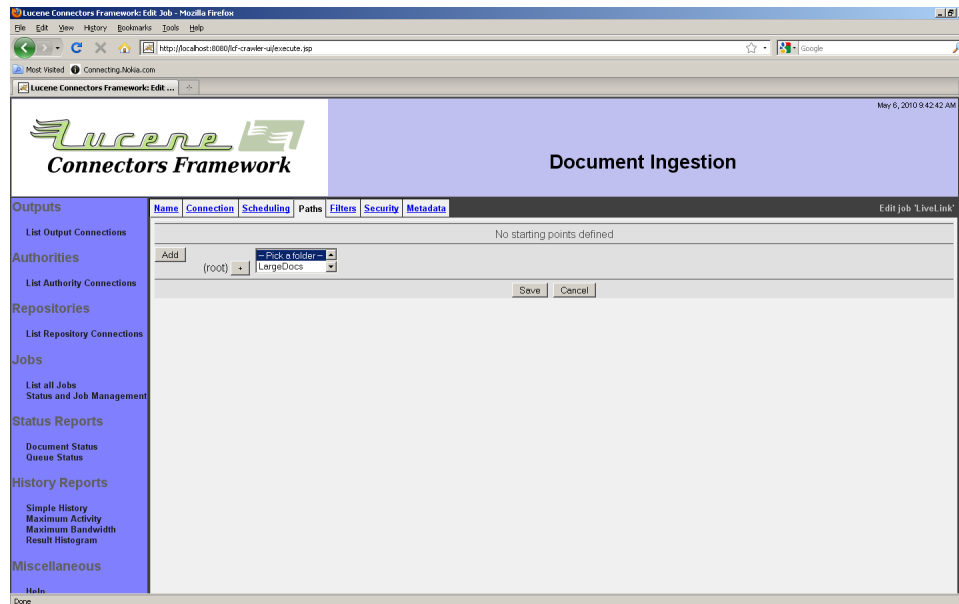 Lucene Connectors Framework: Edit Job - Mozilla Firefox
File Edit View History Bookmarks Tools Help
http://localhost:8080/lcf-crawler-ui/execute.jsp
Google
Most Visited Connecting.Nokia.com
Lucene Connectors Framework: Edit ...
May 6, 2010 9:42:42 AM
Lucene
Connectors Framework
Document Ingestion
Outputs
List Output Connections
Authorities
List Authority Connections
Repositories
List Repository Connections
Jobs
List all Jobs
Status and Job Management
Status Reports
Document Status
Queue Status
History Reports
Simple History
Maximum Activity
Maximum Bandwidth
Result Histogram
Miscellaneous
Help
Name Connection Scheduling Paths Filters Security Metadata
Edit job 'LiveLink'
No starting points defined
Add
(root) +
-- Pick a folder --
LargeDocs
Save Cancel
Done